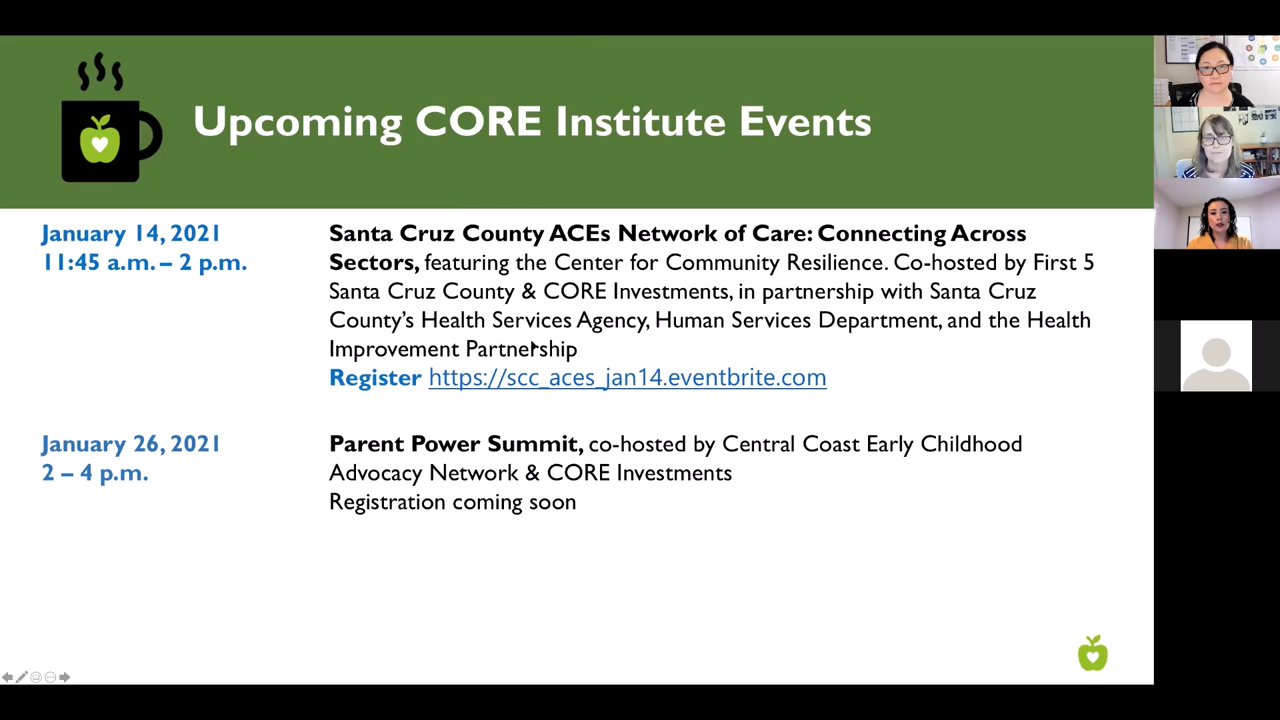 Upcoming CORE Institute Events
January 14, 2021
11:45 a.m. – 2 p.m.
Santa Cruz County ACEs Network of Care: Connecting Across
Sectors, featuring the Center for Community Resilience. Co-hosted by First 5
Santa Cruz County & CORE Investments, in partnership with Santa Cruz
County’s Health Services Agency, Human Services Department, and the Health
Improvement Partnership
Register https://scc_aces_jan14.eventbrite.com
January 26, 2021
2 – 4 p.m.
Parent Power Summit, co-hosted by Central Coast Early Childhood
Advocacy Network & CORE Investments
Registration coming soon